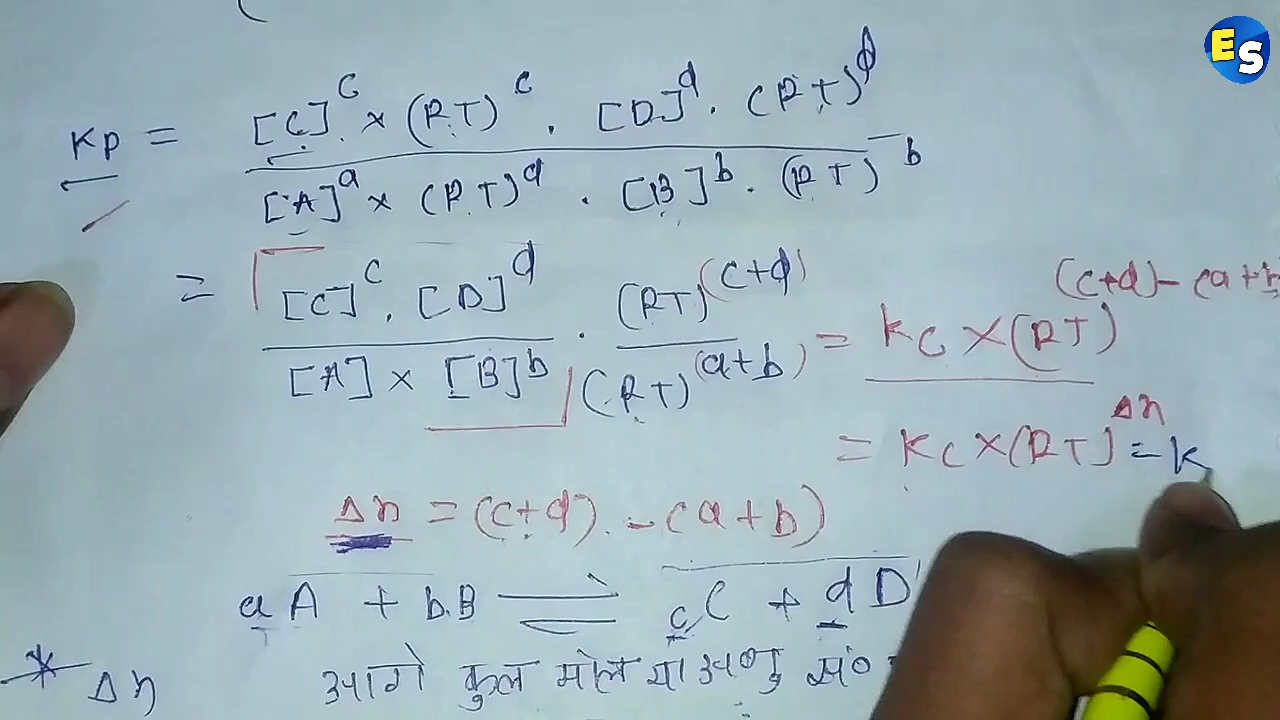 ES
Kp = [C]^c × (RT)^c . [D]^d . (RT)^d
[A]^a × (RT)^a . [B]^b . (RT)^b
= [C]^c . [D]^d . (RT)^(c+d) = Kc × (RT)^(c+d) - (a+b
[A] × [B]^b (RT)^(a+b)
= Kc × (RT)^Δn = K
Δn = (c+d) . - (a+b)
aA + b.B ⇌ cC + dD
* Δn आगे कुल मोल या अणु सं०